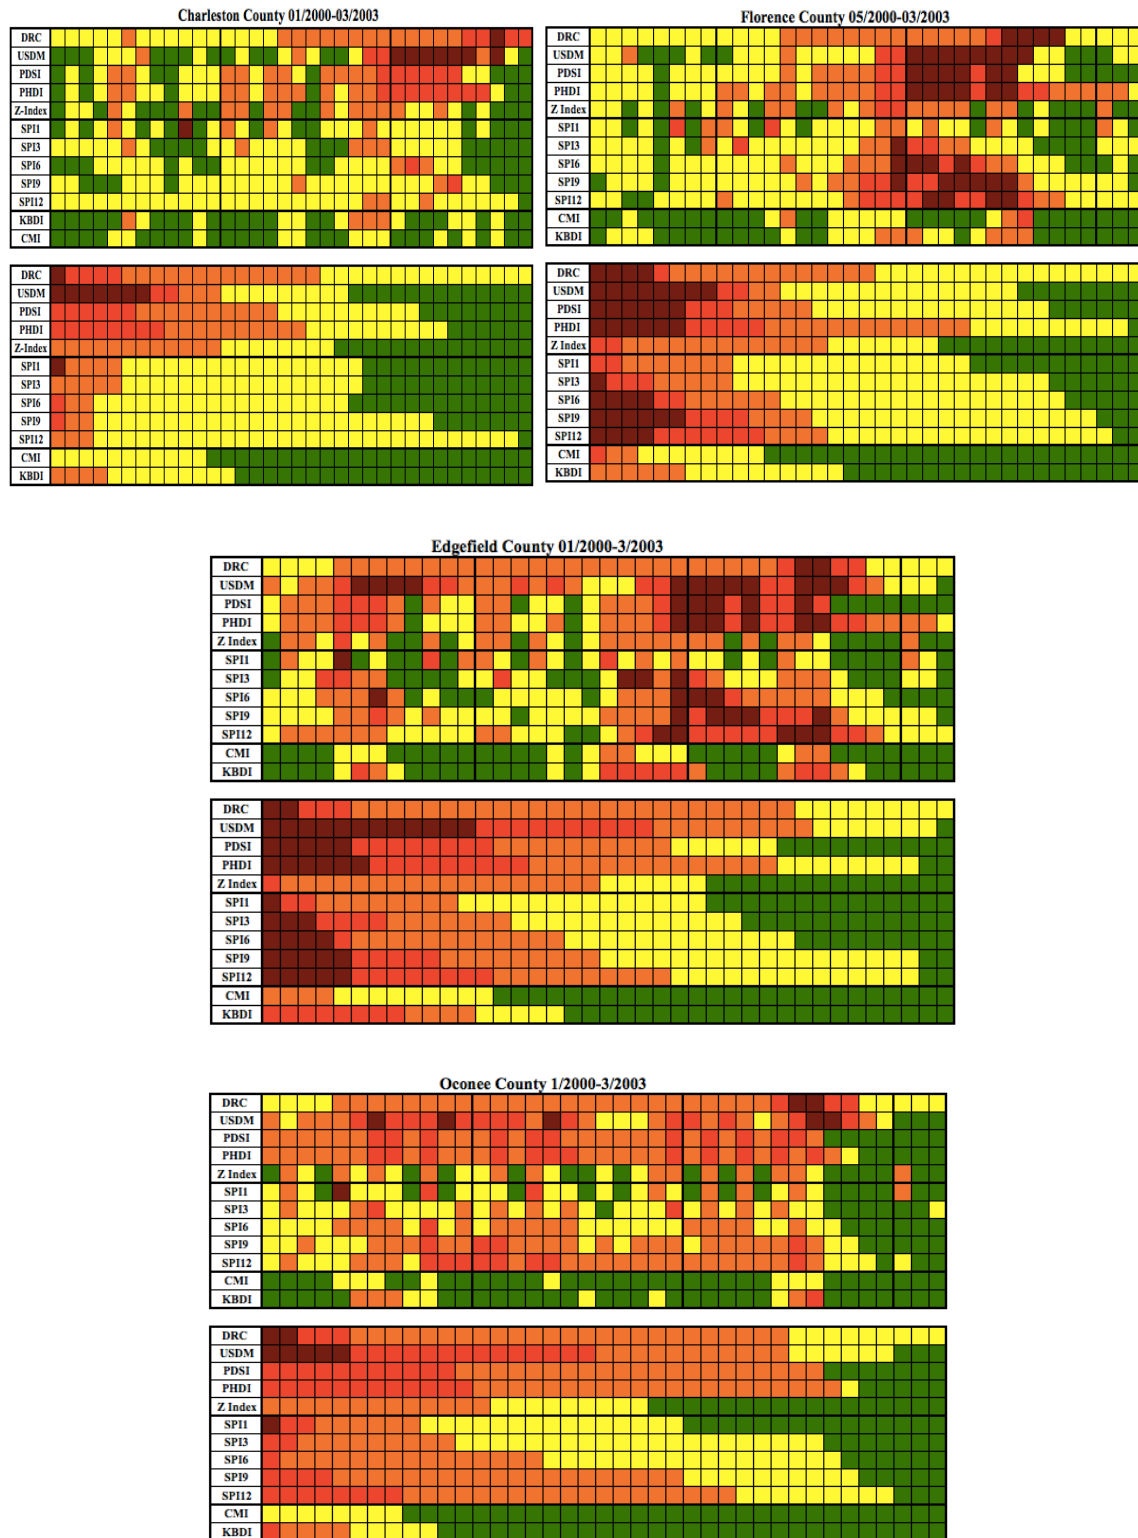 Charleston County 01/2000-03/2003
DRC
USDM
PDSI
PHDI
Z-Index
SPI1
SPI3
SPI6
SPI9
SPI12
KBDI
CMI
DRC
USDM
PDSI
PHDI
Z-Index
SPI1
SPI3
SPI6
SPI9
SPI12
CMI
KBDI
Florence County 05/2000-03/2003
DRC
USDM
PDSI
PHDI
Z Index
SPI1
SPI3
SPI6
SPI9
SPI12
CMI
KBDI
DRC
USDM
PDSI
PHDI
Z Index
SPI1
SPI3
SPI6
SPI9
SPI12
CMI
KBDI
Edgefield County 01/2000-3/2003
DRC
USDM
PDSI
PHDI
Z Index
SPI1
SPI3
SPI6
SPI9
SPI12
CMI
KBDI
DRC
USDM
PDSI
PHDI
Z Index
SPI1
SPI3
SPI6
SPI9
SPI12
CMI
KBDI
Oconee County 1/2000-3/2003
DRC
USDM
PDSI
PHDI
Z Index
SPI1
SPI3
SPI6
SPI9
SPI12
CMI
KBDI
DRC
USDM
PDSI
PHDI
Z Index
SPI1
SPI3
SPI6
SPI9
SPI12
CMI
KBDI